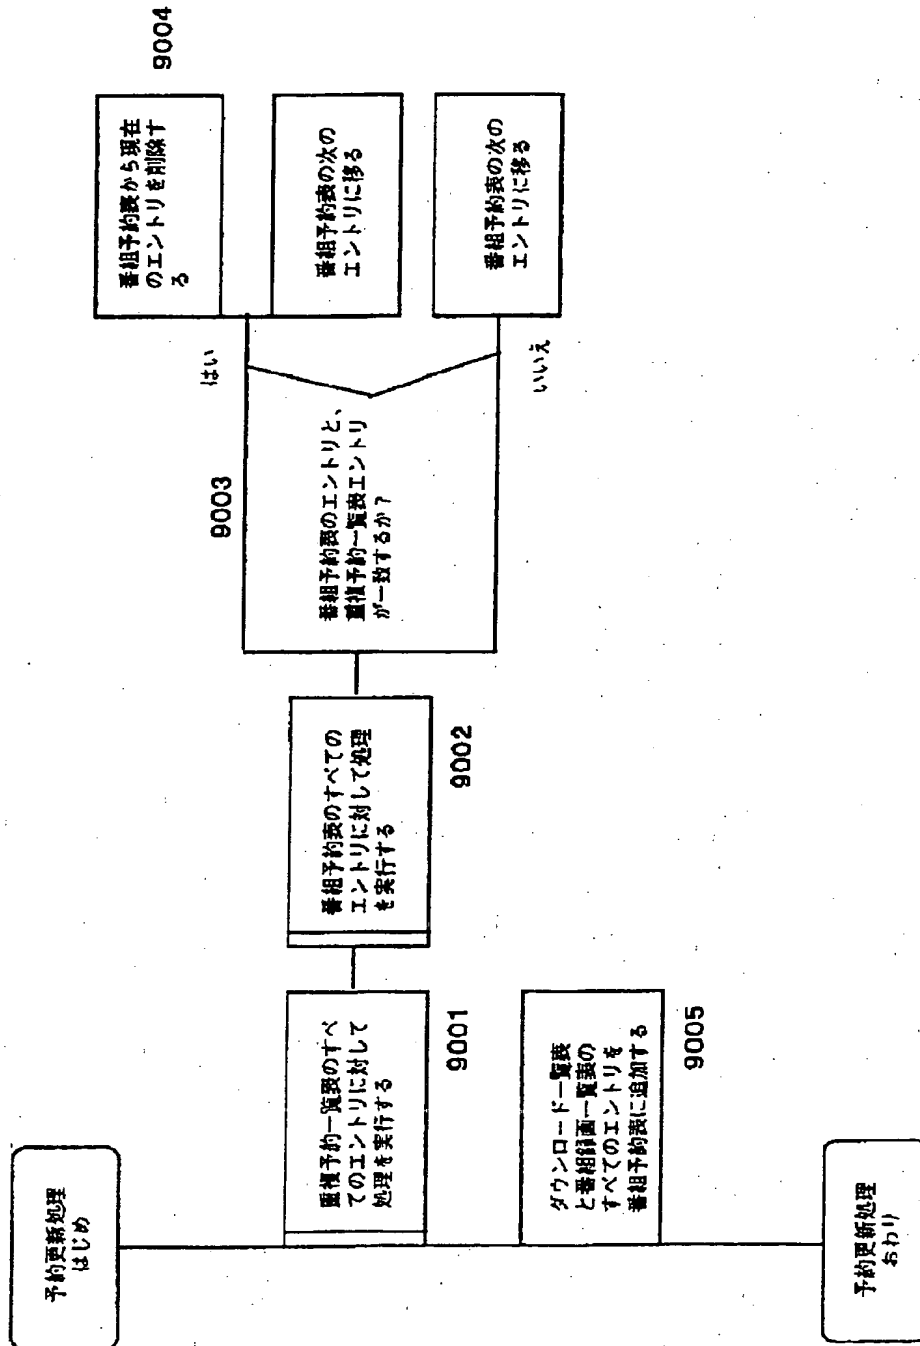 予約更新処理
はじめ
重複予約一覧表のすべ
てのエントリに対して
処理を実行する
9001
番組予約表のすべての
エントリに対して処理
を実行する
9002
番組予約表のエントリと、
重複予約一覧表エントリ
が一致するか?
9003
はい
番組予約表から現在
のエントリを削除す
る
9004
番組予約表の次の
エントリに移る
いいえ
番組予約表の次の
エントリに移る
ダウンロード一覧表
と番組録画一覧表の
すべてのエントリを
番組予約表に追加する
9005
予約更新処理
おわり